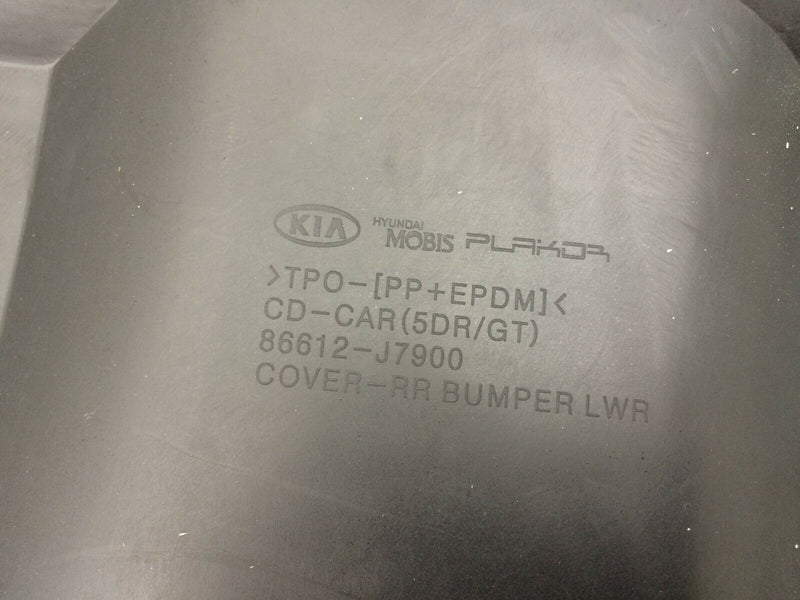 KIA HYUNDAI MOBIS PLAKOR
>TPO-[PP+EPDM]<
CD-CAR(5DR/GT)
86612-J7900
COVER-RR BUMPER LWR